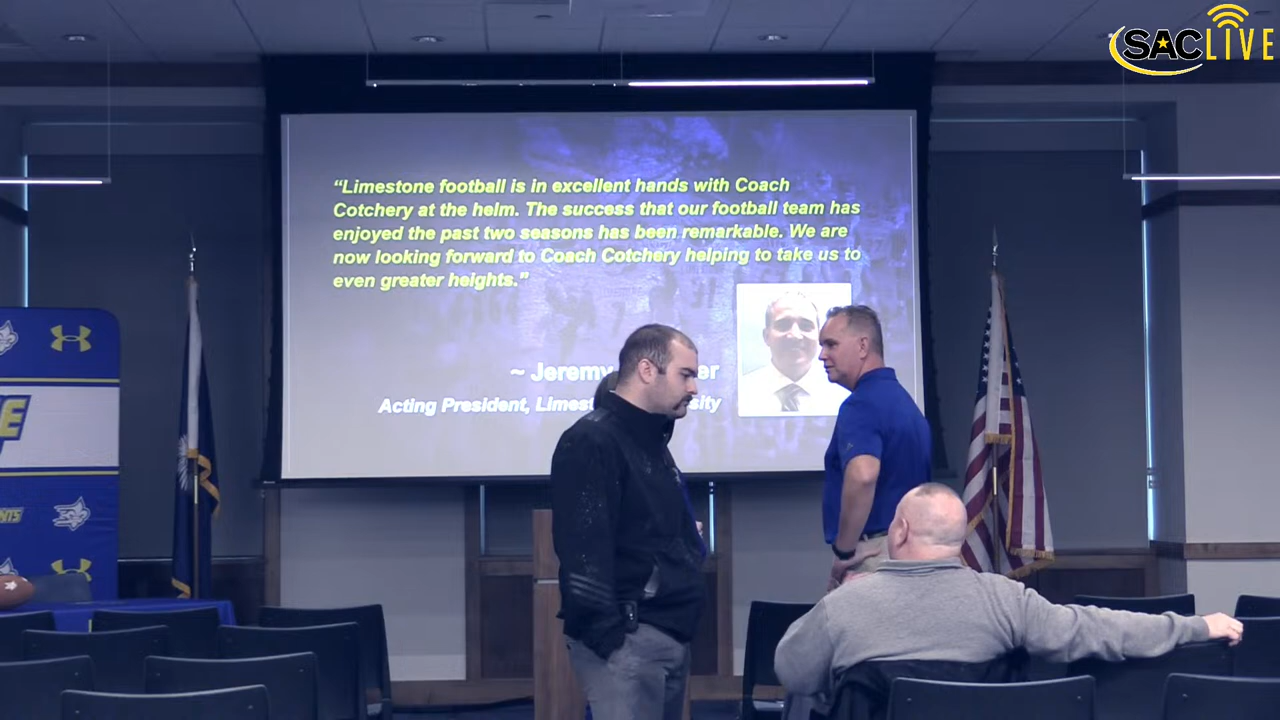 SACLIVE
“Limestone football is in excellent hands with Coach
Cotchery at the helm. The success that our football team has
enjoyed the past two seasons has been remarkable. We are
now looking forward to Coach Cotchery helping to take us to
even greater heights.”
~ Jeremy
Acting President,